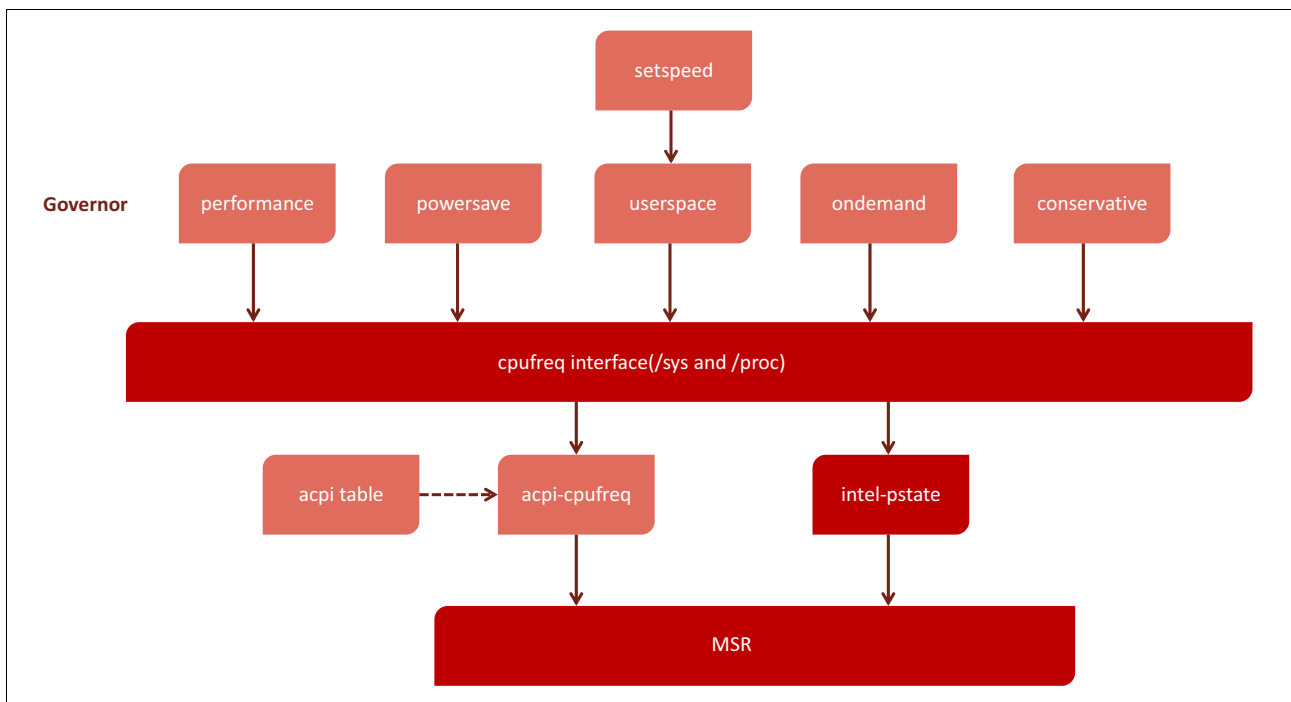 setspeed
Governor
performance
powersave
userspace
ondemand
conservative
cpufreq interface(/sys and /proc)
acpi table
acpi-cpufreq
intel-pstate
MSR